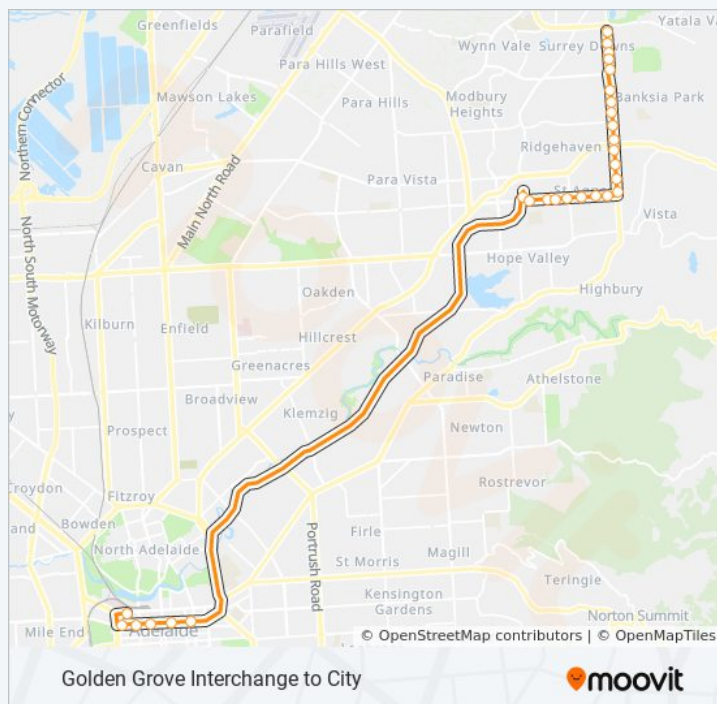 Greenfields
Parafield
Yatala Va
Wynn Vale
Surrey Downs
Para Hills West
Northern Connector
Mawson Lakes
Para Hills
Modbury
Heights
Banksia Park
Main North Road
Ridgehaven
Cavan
Para Vista
St Agnes
Vista
North South Motorway
Hope Valley
Oakden
Highbury
Kilburn
Enfield
Hillcrest
Greenacres
Paradise
Athelstone
Broadview
Klemzig
Prospect
Newton
Rostrevor
Croydon
Fitzroy
Bowden
Portrush Road
Firle
North Adelaide
St Morris
Magill
Teringie
Kensington
Gardens
Norton Summit
Mile End
Adelaide
© OpenStreetMap contributors | © OpenMapTiles
Golden Grove Interchange to City
moovit